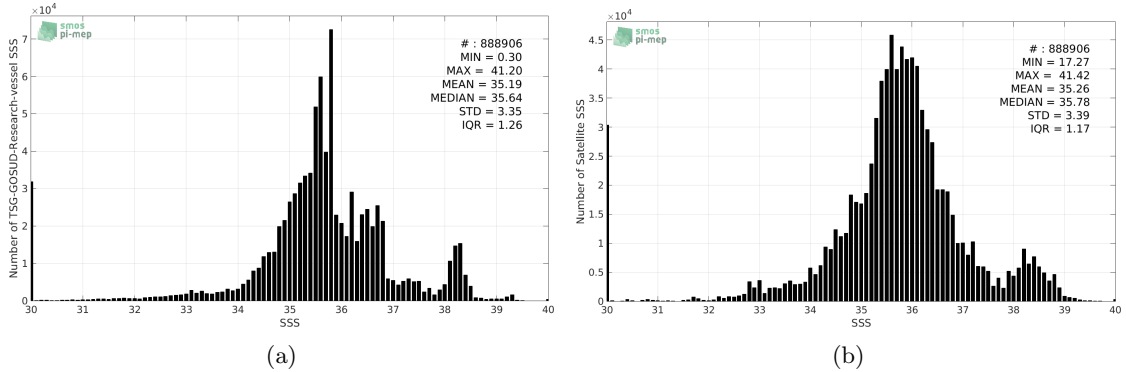 ×10⁴
smos
pi-mep
# : 888906
MIN = 0.30
MAX = 41.20
MEAN = 35.19
MEDIAN = 35.64
STD = 3.35
IQR = 1.26
Number of TSG-GOSUD-Research-vessel SSS
7
6
5
4
3
2
1
0
30 31 32 33 34 35 36 37 38 39 40
SSS
(a)
×10⁴
smos
pi-mep
# : 888906
MIN = 17.27
MAX = 41.42
MEAN = 35.26
MEDIAN = 35.78
STD = 3.39
IQR = 1.17
Number of Satellite SSS
4.5
4
3.5
3
2.5
2
1.5
1
0.5
0
30 31 32 33 34 35 36 37 38 39 40
SSS
(b)